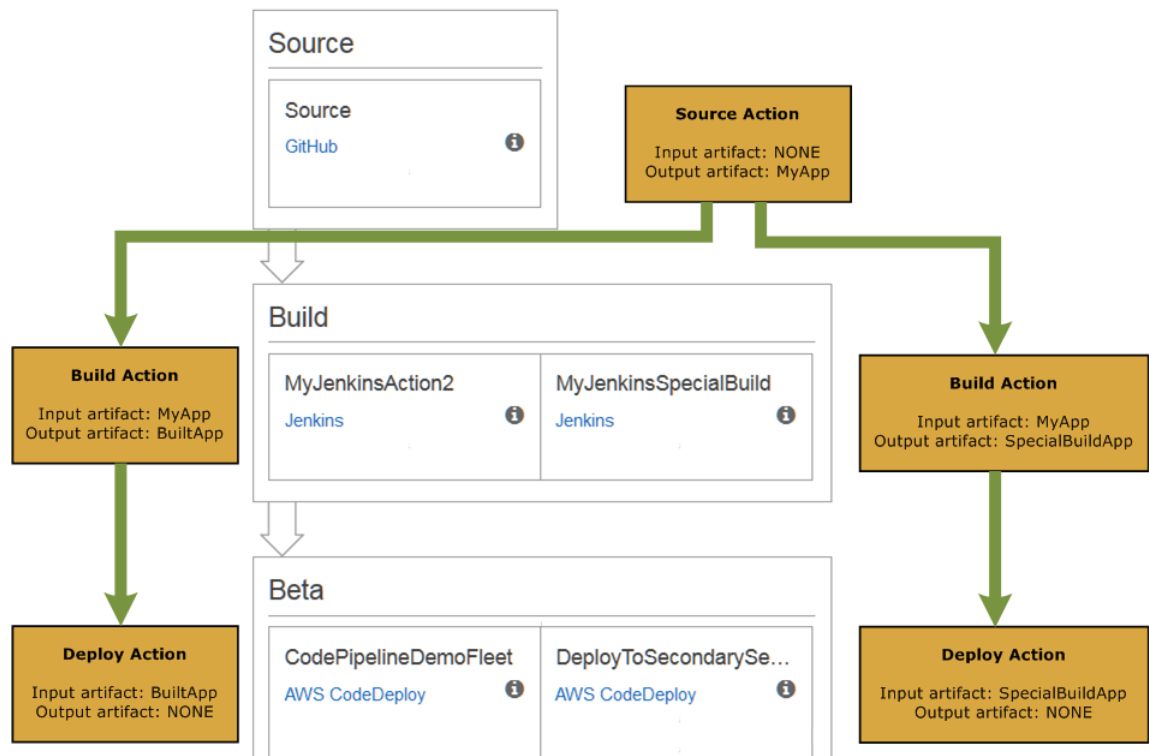 Source
Source
GitHub
Source Action
Input artifact: NONE
Output artifact: MyApp
Build
MyJenkinsAction2
Jenkins
MyJenkinsSpecialBuild
Jenkins
Build Action
Input artifact: MyApp
Output artifact: BuiltApp
Build Action
Input artifact: MyApp
Output artifact: SpecialBuildApp
Beta
CodePipelineDemoFleet
AWS CodeDeploy
DeployToSecondarySe...
AWS CodeDeploy
Deploy Action
Input artifact: BuiltApp
Output artifact: NONE
Deploy Action
Input artifact: SpecialBuildApp
Output artifact: NONE